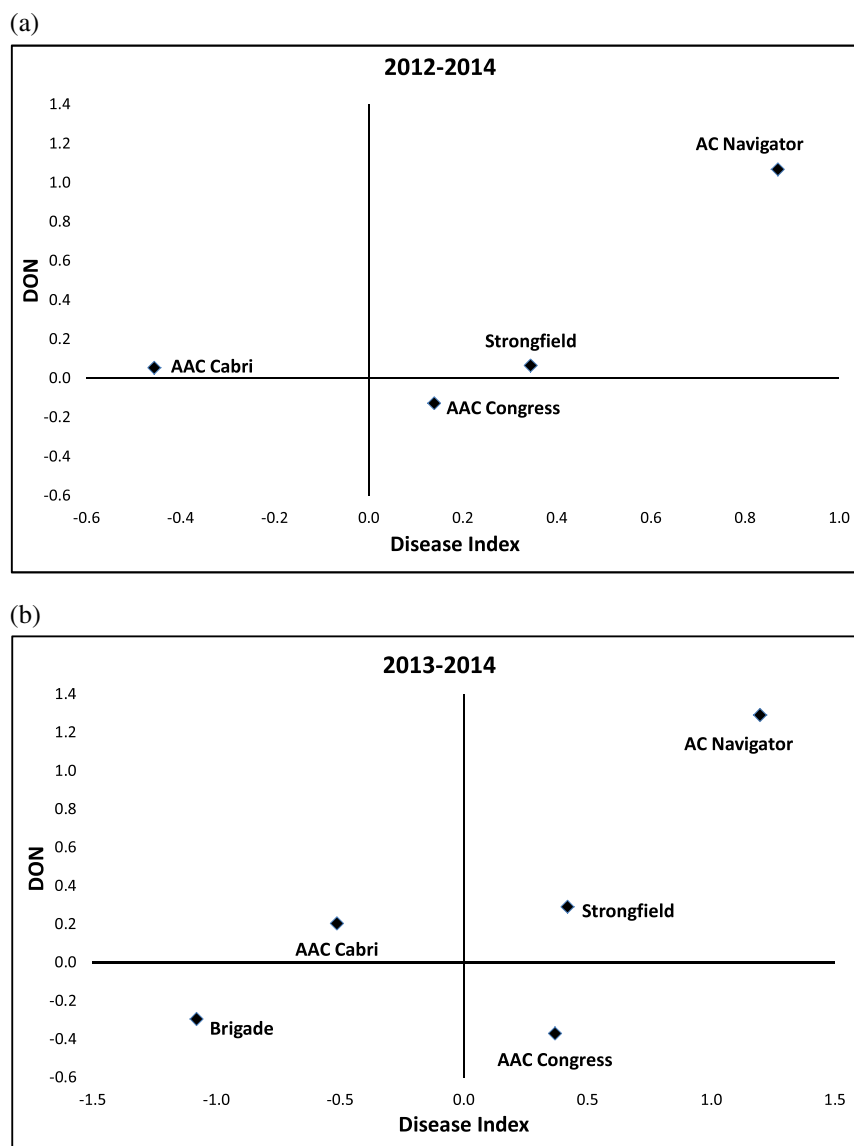 (a)
2012-2014
1.4
1.2
AC Navigator
1.0
0.8
DON
0.6
0.4
Strongfield
0.2
AAC Cabri
0.0
AAC Congress
-0.2
-0.4
-0.6
-0.6 -0.4 -0.2 0.0 0.2 0.4 0.6 0.8 1.0
Disease Index
(b)
2013-2014
1.4
1.2
AC Navigator
1.0
0.8
0.6
DON
0.4
Strongfield
0.2
AAC Cabri
0.0
-0.2
Brigade
-0.4
AAC Congress
-0.6
-1.5 -1.0 -0.5 0.0 0.5 1.0 1.5
Disease Index